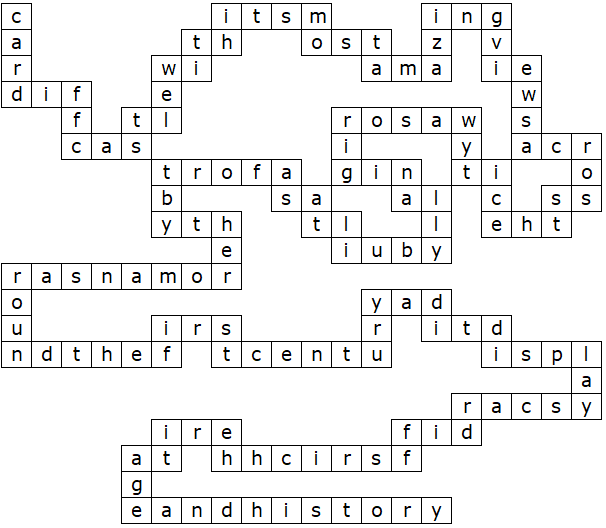 c itsm ing
a th ost z v
r wi ama ie
dif e w
f tl rosaw s
cas i y acr
trofa gin ti o
b sa al c ss
yth tl l eht
e iuby
rasnamor
o yad
u irs r itd
ndthef tcentu ispl
a
racsy
ire fid
at hhcirsf
g
eandhistory